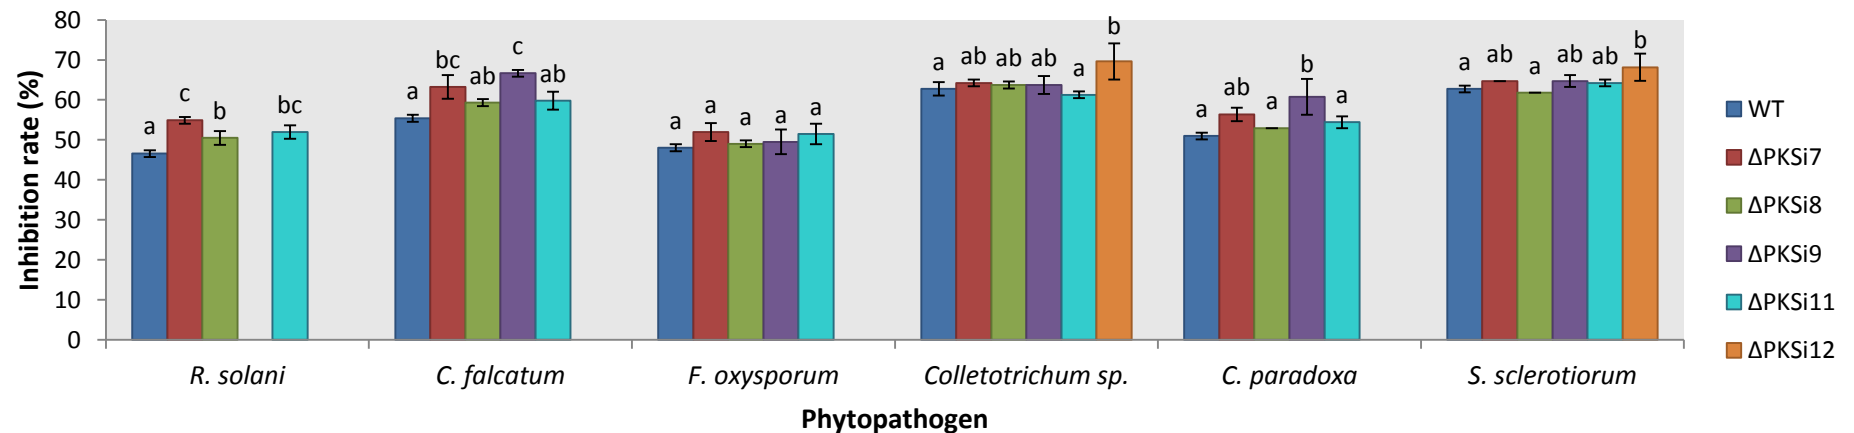 80
70
60
50
40
30
20
10
0
Inhibition rate (%)
a c b bc
a bc ab c ab
a a a a a
a ab ab ab a b
a ab a b a
a ab a ab ab b
R. solani
C. falcatum
F. oxysporum
Colletotrichum sp.
C. paradoxa
S. sclerotiorum
Phytopathogen
WT
ΔPKSi7
ΔPKSi8
ΔPKSi9
ΔPKSi11
ΔPKSi12